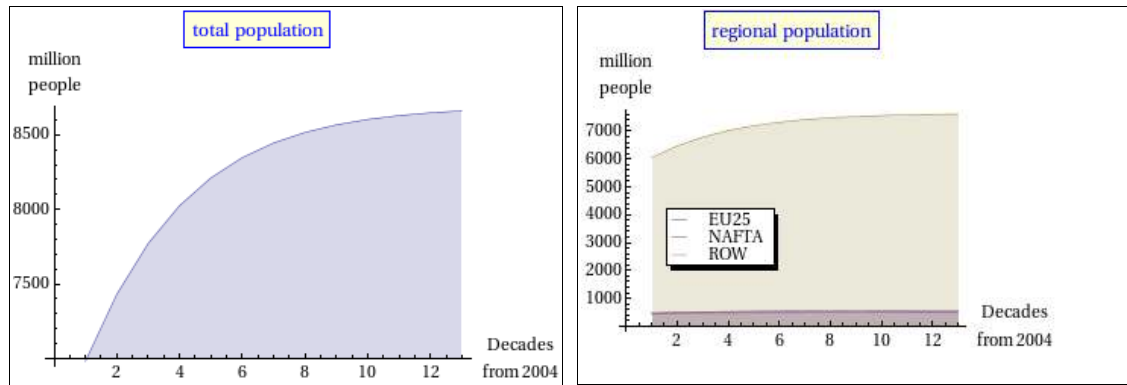 total population
million
people
8500
8000
7500
2 4 6 8 10 12
Decades
from 2004
regional population
million
people
7000
6000
5000
4000
3000
2000
1000
EU25
NAFTA
ROW
2 4 6 8 10 12
Decades
from 2004